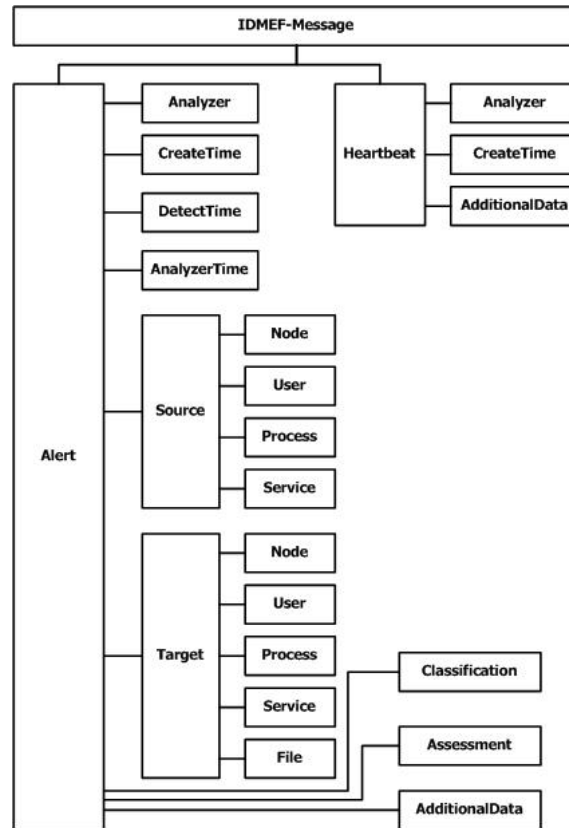 IDMEF-Message
Analyzer
CreateTime
DetectTime
AnalyzerTime
Source
Node
User
Process
Service
Alert
Target
Node
User
Process
Service
File
Classification
Assessment
AdditionalData
Heartbeat
Analyzer
CreateTime
AdditionalData